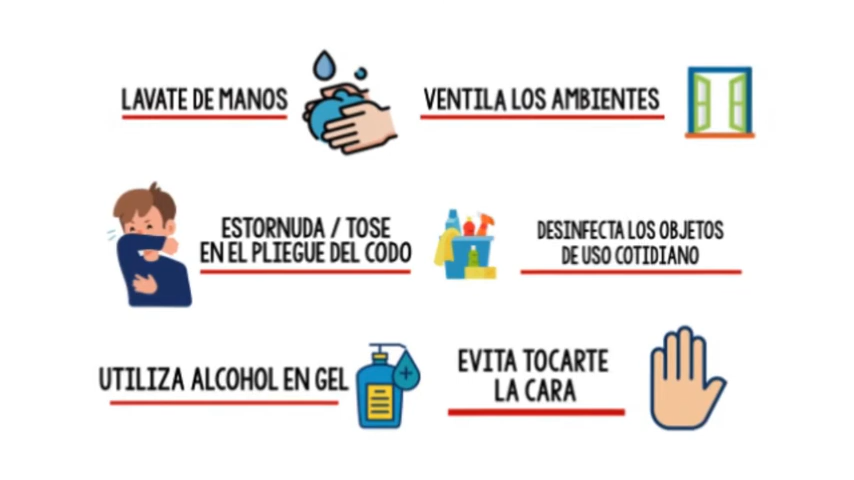 LAVATE DE MANOS
VENTILA LOS AMBIENTES
ESTORNUDA / TOSE
EN EL PLIEGUE DEL CODO
DESINFECTA LOS OBJETOS
DE USO COTIDIANO
UTILIZA ALCOHOL EN GEL
EVITA TOCARTE
LA CARA